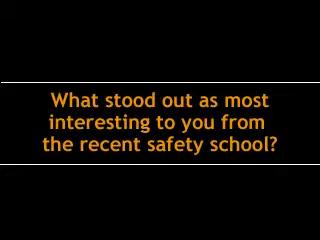 What stood out as most
interesting to you from
the recent safety school?